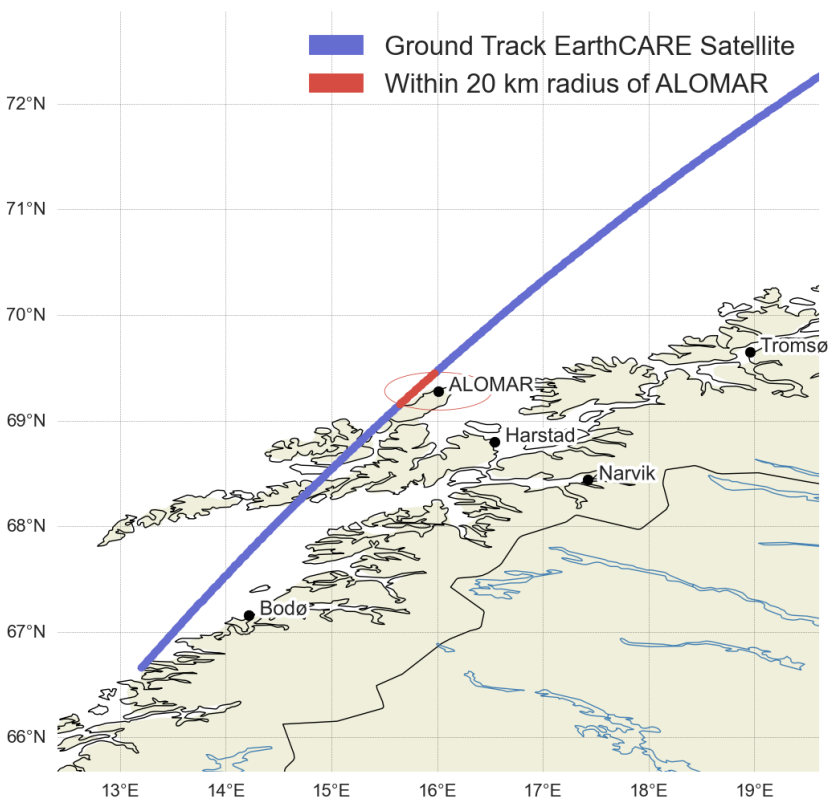 Ground Track EarthCARE Satellite
Within 20 km radius of ALOMAR
72°N
71°N
70°N
Tromsø
ALOMAR
69°N
Harstad
Narvik
68°N
Bodø
67°N
66°N
13°E 14°E 15°E 16°E 17°E 18°E 19°E